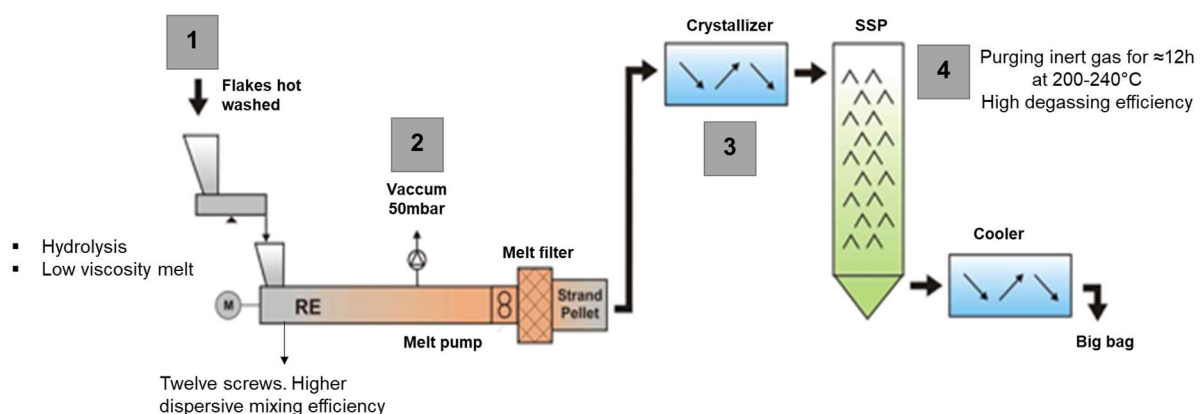 1
Flakes hot
washed
2
Vaccum
50mbar
▪ Hydrolysis
▪ Low viscosity melt
M
RE
Melt pump
Melt filter
Strand
Pellet
Twelve screws. Higher
dispersive mixing efficiency
Crystallizer
3
SSP
4
Purging inert gas for ≈12h
at 200-240°C
High degassing efficiency
Cooler
Big bag